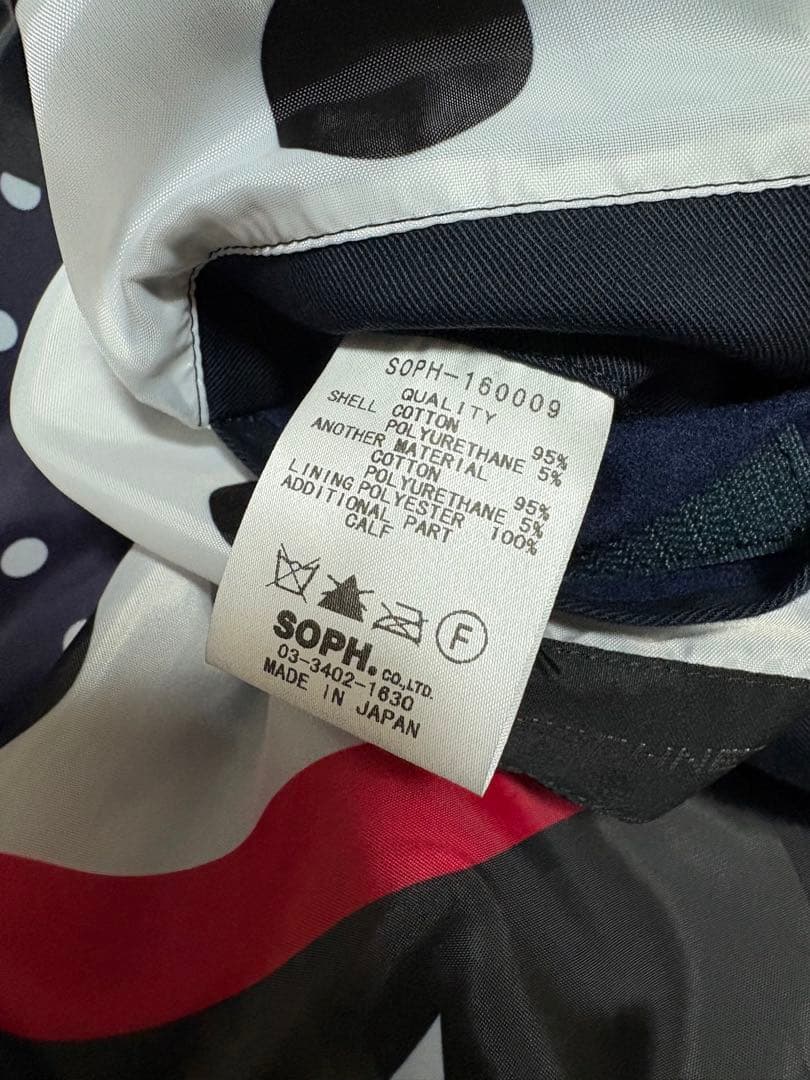 SOPH-160009
QUALITY
SHELL COTTON 95%
POLYURETHANE 5%
ANOTHER MATERIAL
COTTON 95%
POLYURETHANE 5%
LINING POLYESTER 100%
ADDITIONAL PART
CALF
F
SOPH. CO.,LTD.
03-3402-1630
MADE IN JAPAN